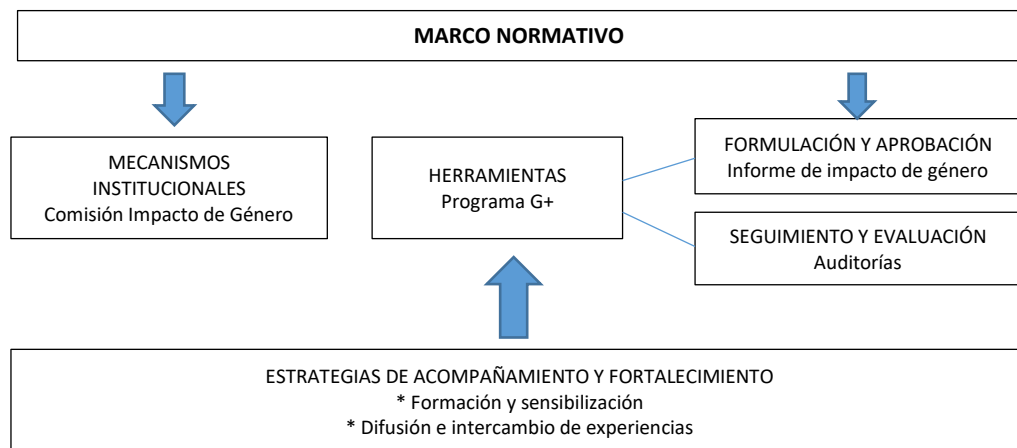 MARCO NORMATIVO
MECANISMOS
INSTITUCIONALES
Comisión Impacto de Género
HERRAMIENTAS
Programa G+
FORMULACIÓN Y APROBACIÓN
Informe de impacto de género
SEGUIMIENTO Y EVALUACIÓN
Auditorías
ESTRATEGIAS DE ACOMPAÑAMIENTO Y FORTALECIMIENTO
* Formación y sensibilización
* Difusión e intercambio de experiencias